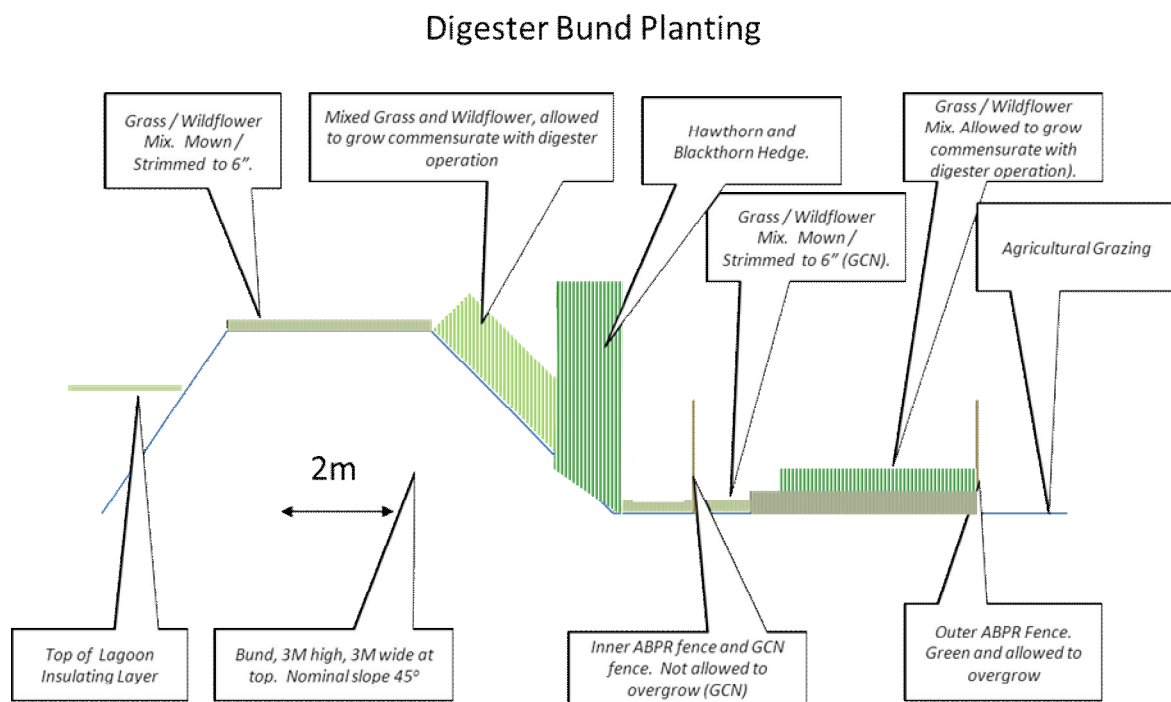 Digester Bund Planting
Grass / Wildflower
Mix. Mown /
Strimmed to 6”.
Mixed Grass and Wildflower, allowed
to grow commensurate with digester
operation
Hawthorn and
Blackthorn Hedge.
Grass / Wildflower
Mix. Allowed to grow
commensurate with
digester operation).
Grass / Wildflower
Mix. Mown /
Strimmed to 6” (GCN).
Agricultural Grazing
2m
Top of Lagoon
Insulating Layer
Bund, 3M high, 3M wide at
top. Nominal slope 45°
Inner ABPR fence and GCN
fence. Not allowed to
overgrow (GCN)
Outer ABPR Fence.
Green and allowed to
overgrow